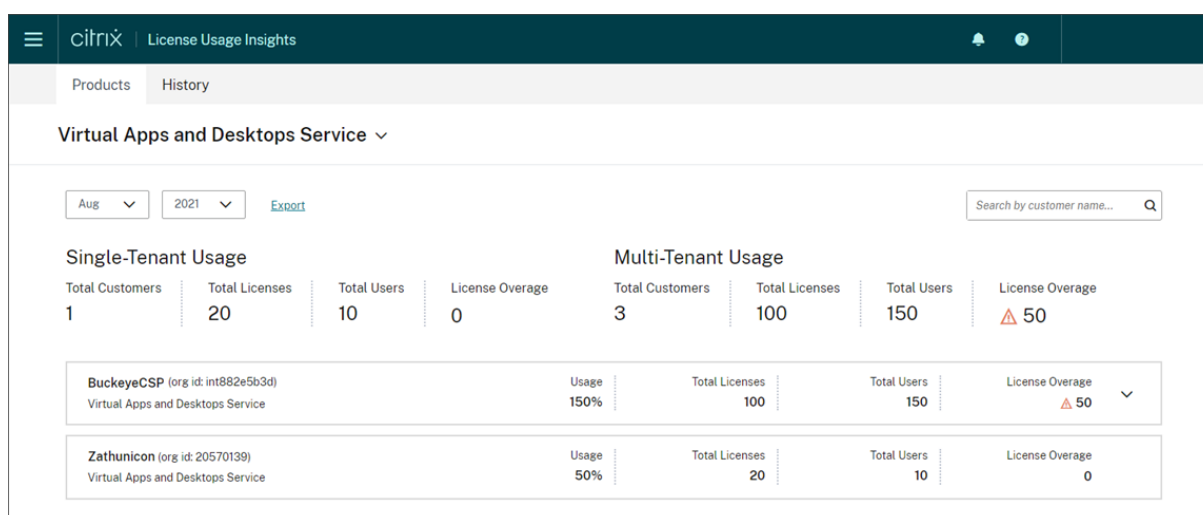 citrix | License Usage Insights
Products History
Virtual Apps and Desktops Service
Aug 2021 Export Search by customer name...
Single-Tenant Usage Multi-Tenant Usage
Total Customers Total Licenses Total Users License Overage Total Customers Total Licenses Total Users License Overage
1 20 10 0 3 100 150 50
BuckeyeCSP (org id: int882e5b3d) Usage Total Licenses Total Users License Overage
Virtual Apps and Desktops Service 150% 100 150 50
Zathunicon (org id: 20570139) Usage Total Licenses Total Users License Overage
Virtual Apps and Desktops Service 50% 20 10 0